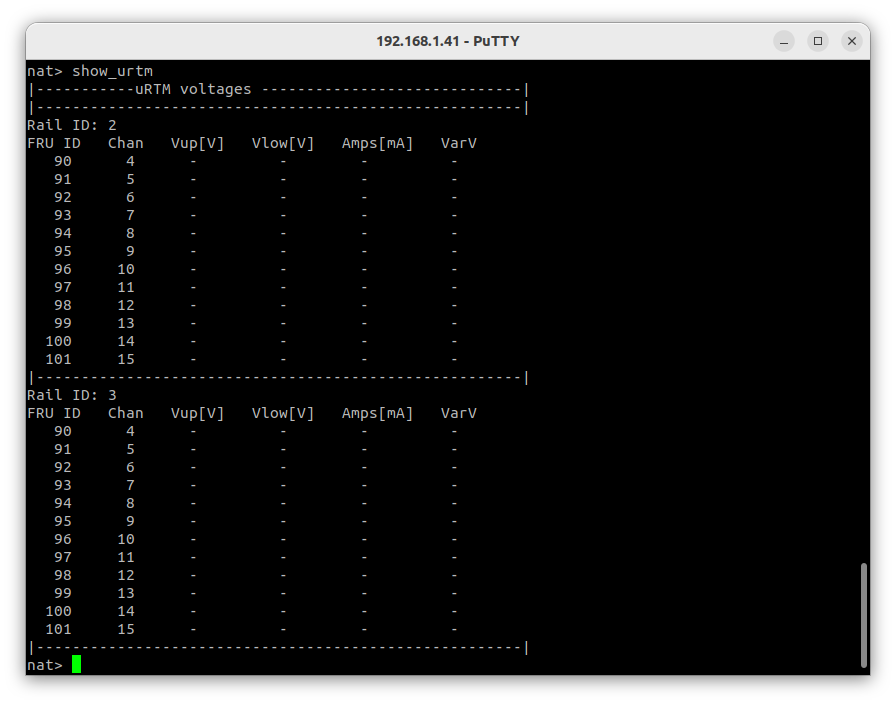 192.168.1.41 - PuTTY
nat> show_urtm
|-----------uRTM voltages -----------------------------|
|------------------------------------------------------|
Rail ID: 2
FRU ID   Chan   Vup[V]   Vlow[V]   Amps[mA]   VarV
   90      4      -         -        -         -
   91      5      -         -        -         -
   92      6      -         -        -         -
   93      7      -         -        -         -
   94      8      -         -        -         -
   95      9      -         -        -         -
   96     10      -         -        -         -
   97     11      -         -        -         -
   98     12      -         -        -         -
   99     13      -         -        -         -
  100     14      -         -        -         -
  101     15      -         -        -         -
|------------------------------------------------------|
Rail ID: 3
FRU ID   Chan   Vup[V]   Vlow[V]   Amps[mA]   VarV
   90      4      -         -        -         -
   91      5      -         -        -         -
   92      6      -         -        -         -
   93      7      -         -        -         -
   94      8      -         -        -         -
   95      9      -         -        -         -
   96     10      -         -        -         -
   97     11      -         -        -         -
   98     12      -         -        -         -
   99     13      -         -        -         -
  100     14      -         -        -         -
  101     15      -         -        -         -
|------------------------------------------------------|
nat>